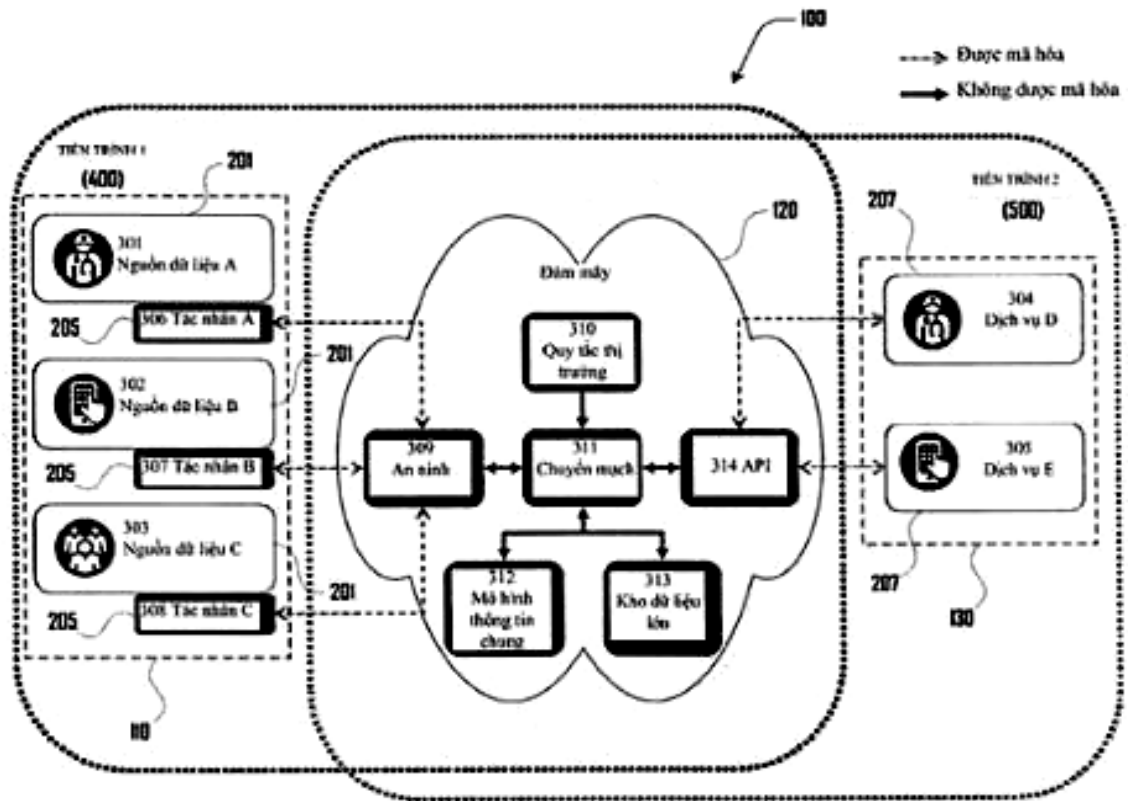 100
Được mã hóa
Không được mã hóa
TIẾN TRÌNH 1
(400)
201
301
Nguồn dữ liệu A
205
306 Tác nhân A
201
302
Nguồn dữ liệu B
205
307 Tác nhân B
303
Nguồn dữ liệu C
201
205
308 Tác nhân C
110
120
Đám mây
310
Quy tắc thị
trường
309
An ninh
311
Chuyển mạch
314 API
312
Mô hình
thông tin
chung
313
Kho dữ liệu
lớn
TIẾN TRÌNH 2
(500)
207
304
Dịch vụ D
305
Dịch vụ E
207
130